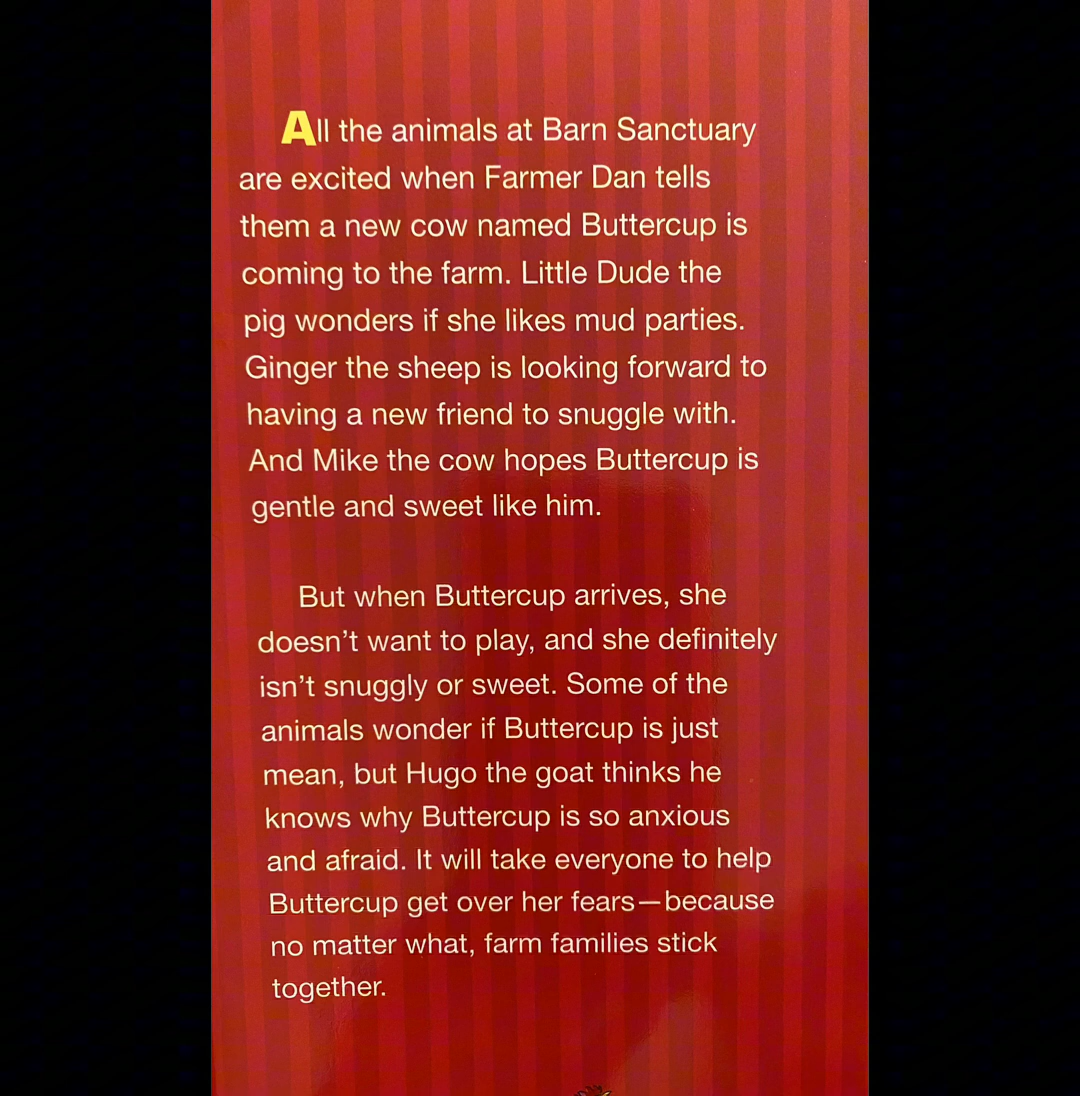 All the animals at Barn Sanctuary
are excited when Farmer Dan tells
them a new cow named Buttercup is
coming to the farm. Little Dude the
pig wonders if she likes mud parties.
Ginger the sheep is looking forward to
having a new friend to snuggle with.
And Mike the cow hopes Buttercup is
gentle and sweet like him.
But when Buttercup arrives, she
doesn’t want to play, and she definitely
isn’t snuggly or sweet. Some of the
animals wonder if Buttercup is just
mean, but Hugo the goat thinks he
knows why Buttercup is so anxious
and afraid. It will take everyone to help
Buttercup get over her fears—because
no matter what, farm families stick
together.